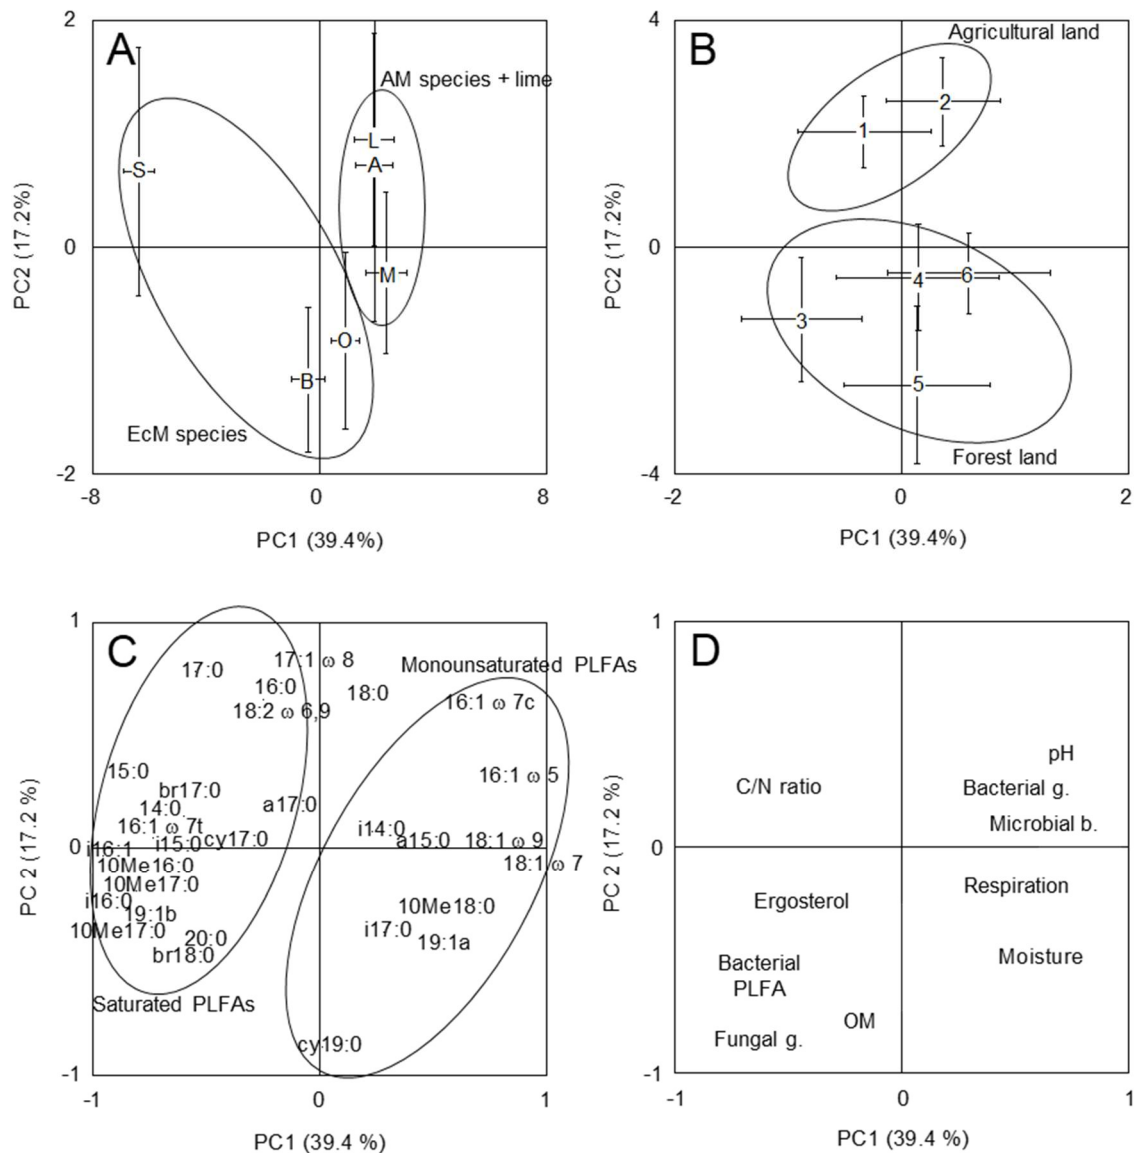 A
2
AM species + lime
L
A
S
M
O
B
EcM species
0
-2
-8
0
8
PC2 (17.2%)
PC1 (39.4%)
B
4
Agricultural land
2
1
0
4
6
3
5
Forest land
-4
-2
0
2
PC2 (17.2%)
PC1 (39.4%)
C
1
17:0
17:1 ω 8
Monounsaturated PLFAs
16:0
18:0
16:1 ω 7c
18:2 ω 6,9
15:0
16:1 ω 5
br17:0
14:0
a17:0
16:1 ω 7t
i14:0
i15:0
cy17:0
a15:0
18:1 ω 9
0
i16:1
18:1 ω 7
10Me16:0
10Me17:0
i16:0
19:1b
10Me18:0
10Me17:0
20:0
i17:0
19:1a
br18:0
Saturated PLFAs
cy19:0
-1
-1
0
1
PC 2 (17.2 %)
PC1 (39.4 %)
D
1
pH
C/N ratio
Bacterial g.
Microbial b.
0
Ergosterol
Respiration
Bacterial
PLFA
Moisture
OM
Fungal g.
-1
-1
0
1
PC 2 (17.2 %)
PC1 (39.4 %)